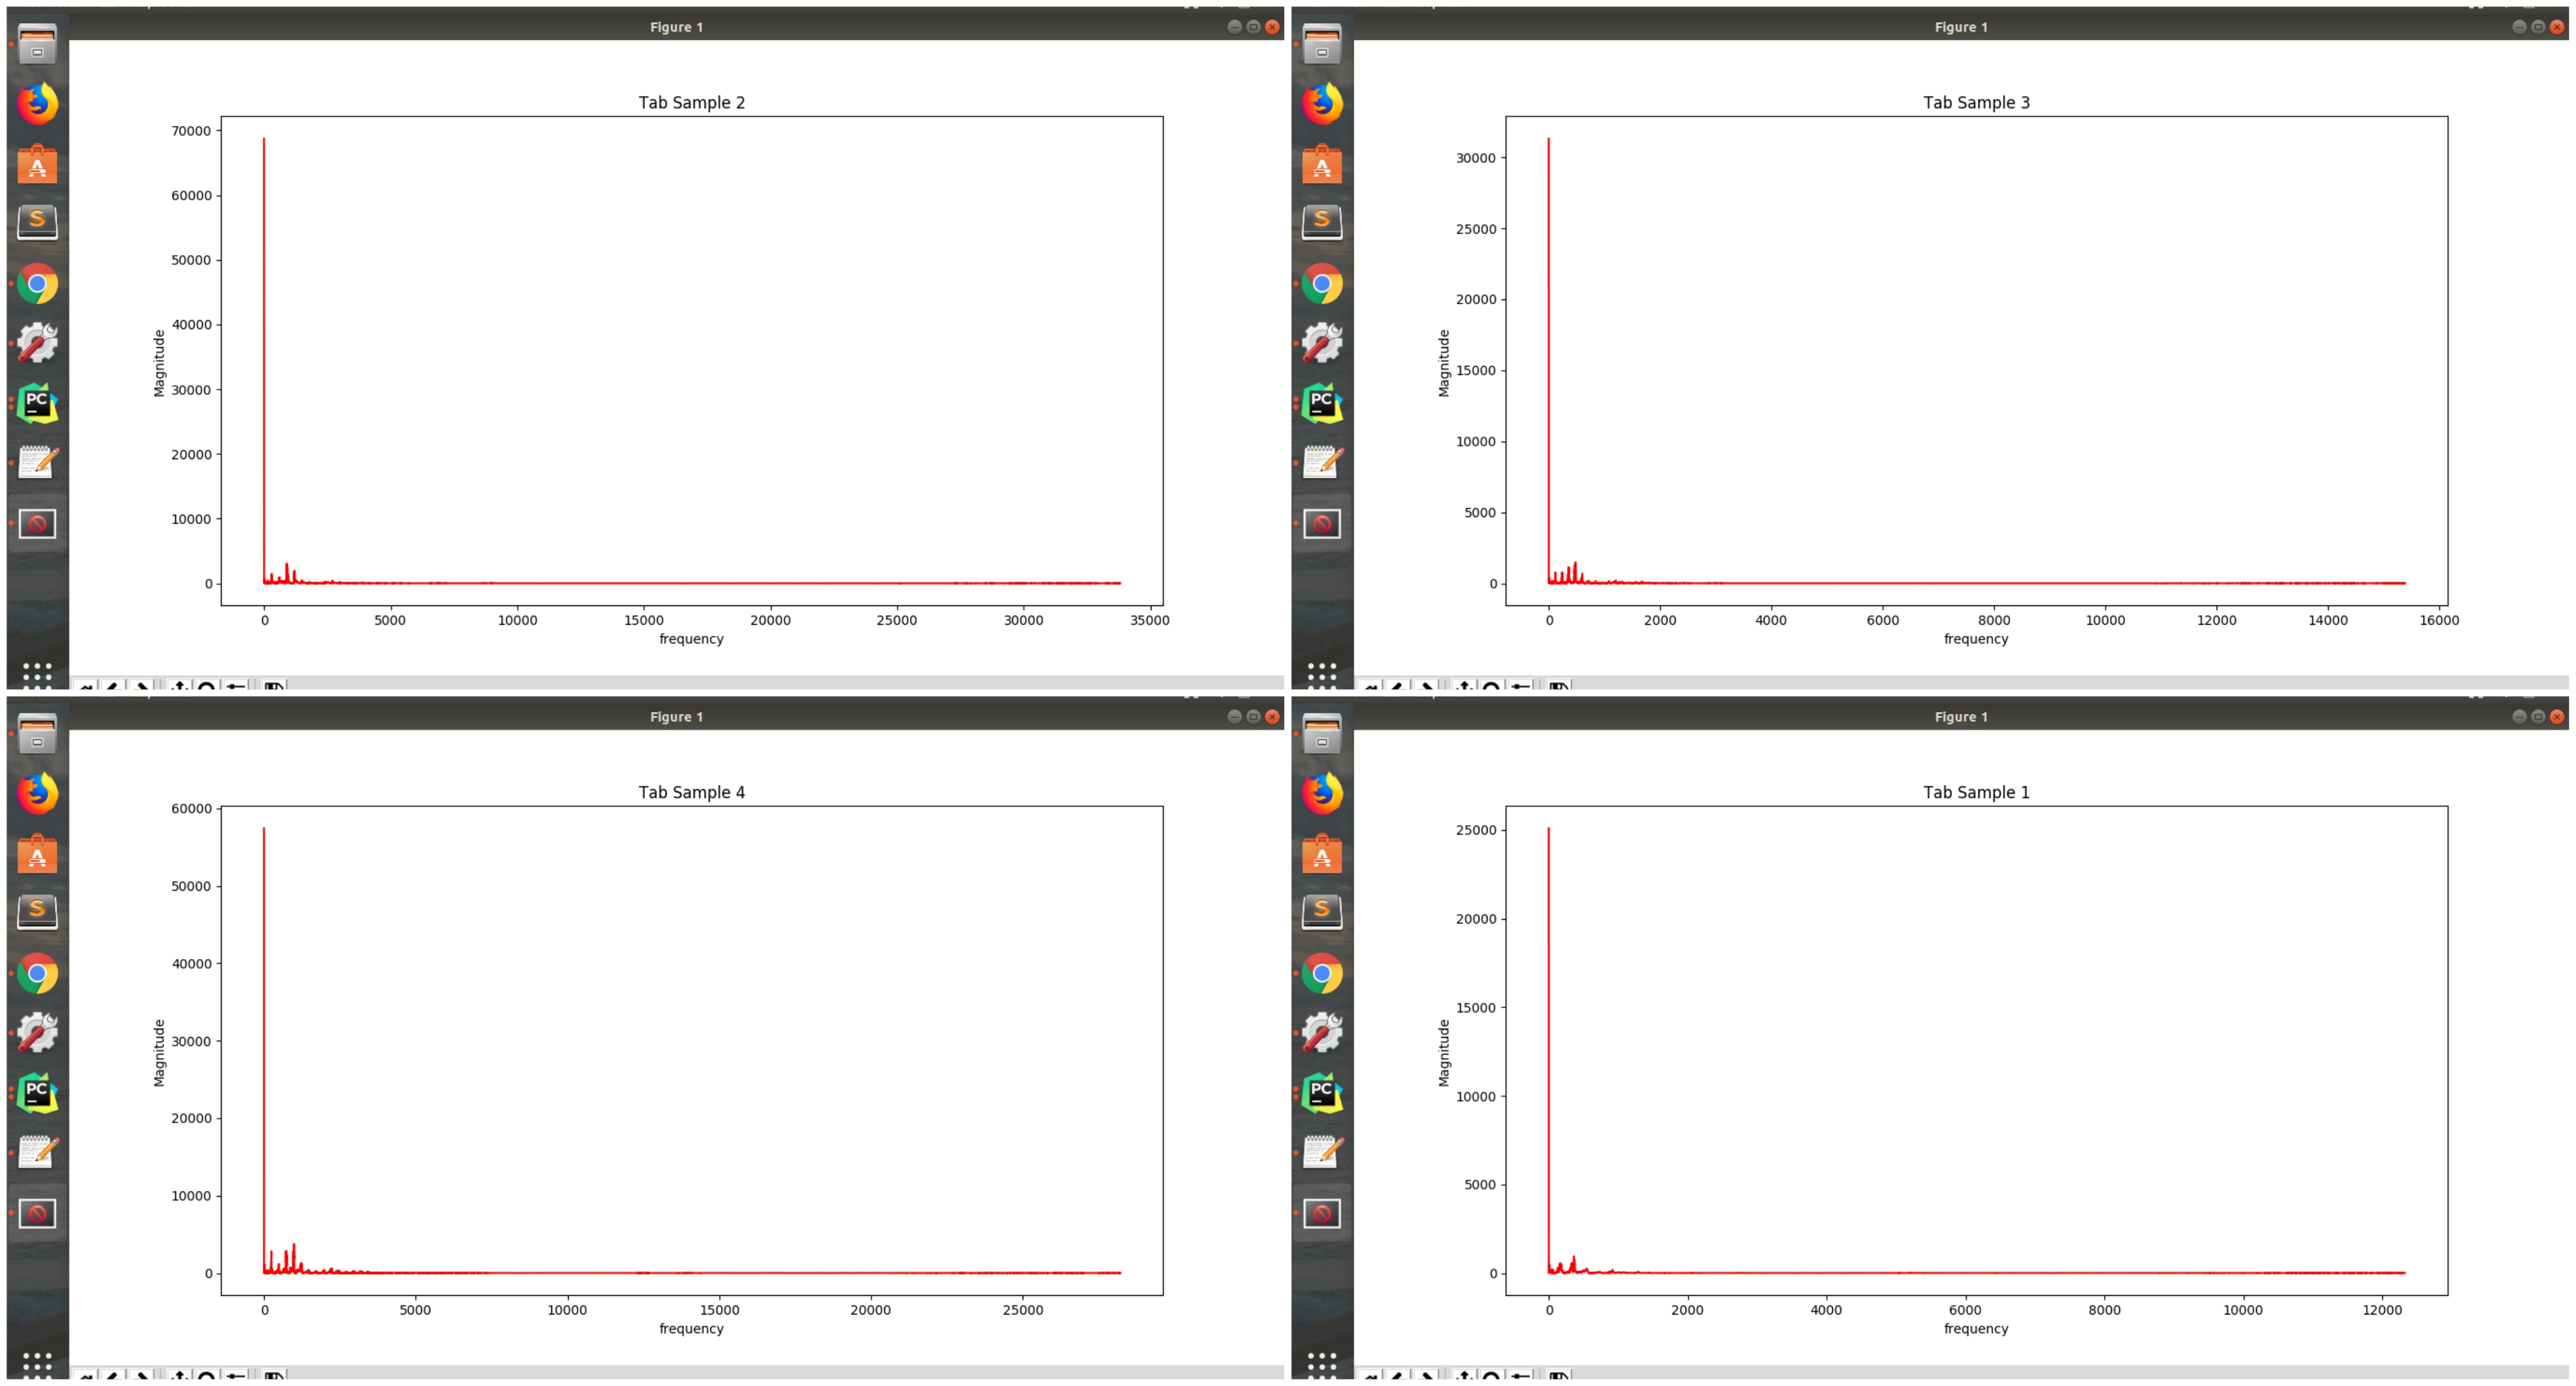 Figure 1
Tab Sample 2
70000
60000
50000
40000
30000
20000
10000
0
Magnitude
0 5000 10000 15000 20000 25000 30000 35000
frequency
A
S
PC
Figure 1
Tab Sample 3
30000
25000
20000
15000
10000
5000
0
Magnitude
0 2000 4000 6000 8000 10000 12000 14000 16000
frequency
A
S
PC
Figure 1
Tab Sample 4
60000
50000
40000
30000
20000
10000
0
Magnitude
0 5000 10000 15000 20000 25000
frequency
A
S
PC
Figure 1
Tab Sample 1
25000
20000
15000
10000
5000
0
Magnitude
0 2000 4000 6000 8000 10000 12000
frequency
A
S
PC